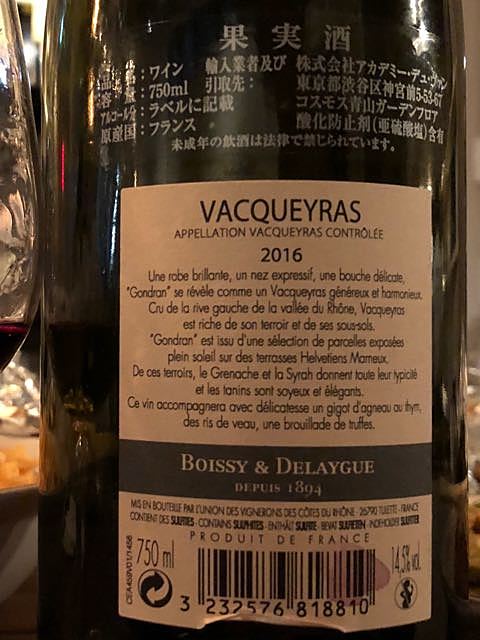 果実酒
：ワイン 輸入業者及び 株式会社アカデミー・デュ・ヴァン
量：750ml 引取先： 東京都渋谷区神宮前5-53-67
アルコール分：ラベルに記載 コスモス青山ガーデンフロア
原産国：フランス 酸化防止剤（亜硫酸塩）含有
未成年の飲酒は法律で禁じられています。
VACQUEYRAS
APPELLATION VACQUEYRAS CONTRÔLÉE
2016
Une robe brillante, un nez expressif, une bouche délicate,
"Gondran" se révèle comme un Vacqueyras généreux et harmonieux.
Cru de la rive gauche de la vallée du Rhône, Vacqueyras
est riche de son terroir et de ses sous-sols.
"Gondran" est issu d'une sélection de parcelles exposées
plein soleil sur des terrasses Helvetiens Marneux.
De ces terroirs, le Grenache et la Syrah donnent toute leur typicité
et les tanins sont soyeux et élégants.
Ce vin accompagnera avec délicatesse un gigot d'agneau au thym,
des ris de veau, une brouillade de truffes.
BOISSY & DELAYGUE
DEPUIS 1894
MIS EN BOUTEILLE PAR L'UNION DES VIGNERONS DES CÔTES DU RHÔNE - 26790 TULETTE - FRANCE
CONTIENT DES SULFITES - CONTAINS SULPHITES - ENTHÄLT SULFITE - BEVAT SULFIETEN - INDEHOLDER SULFITTER
PRODUIT DE FRANCE
750 ml
14,5% vol.
3 232576 818810